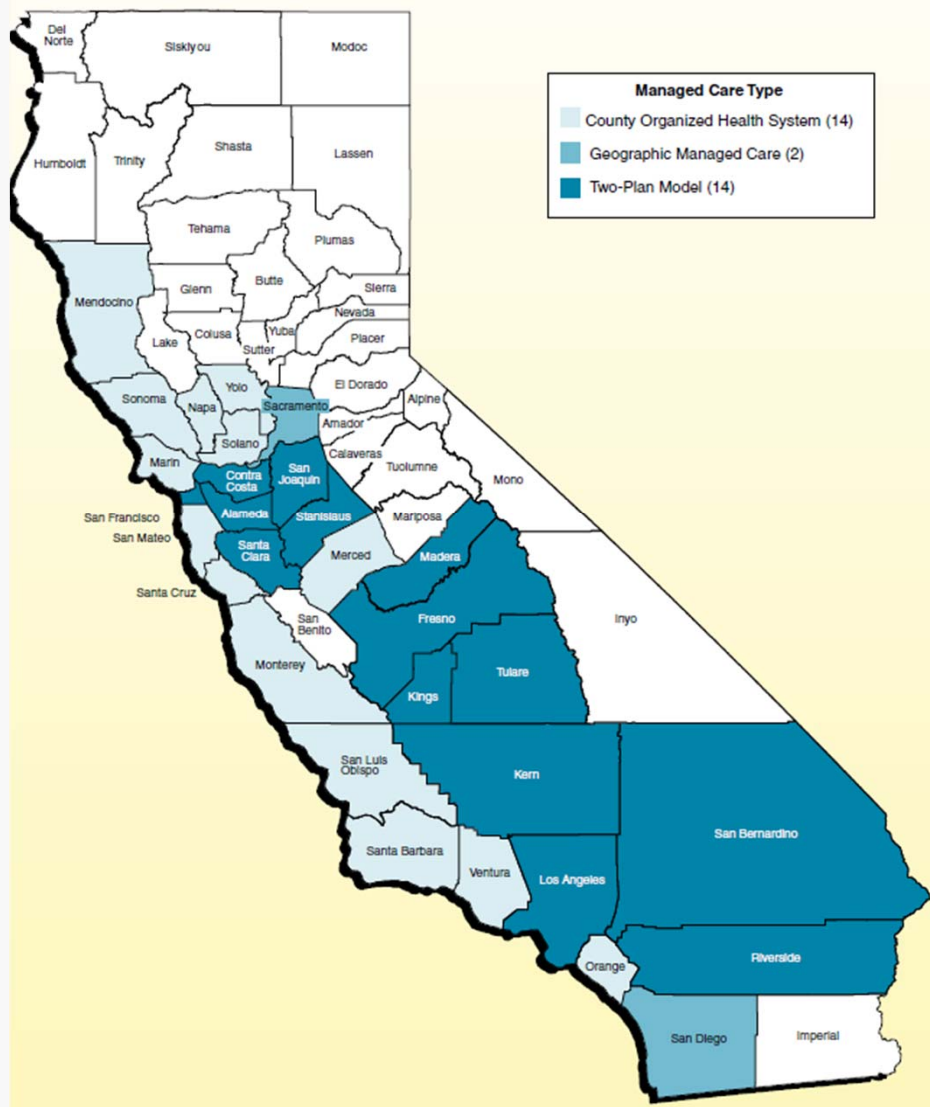 Del
Norte
Siskiyou
Modoc
Managed Care Type
County Organized Health System (14)
Geographic Managed Care (2)
Two-Plan Model (14)
Humboldt
Trinity
Shasta
Lassen
Tehama
Plumas
Mendocino
Glenn
Butte
Sierra
Nevada
Lake
Colusa
Yuba
Sutter
Placer
El Dorado
Sonoma
Napa
Yolo
Sacramento
Alpine
Solano
Amador
Marin
Calaveras
Contra
Costa
San
Joaquin
Tuolumne
Mono
San Francisco
Alameda
Stanislaus
Mariposa
San Mateo
Santa
Clara
Merced
Madera
Santa Cruz
San
Benito
Fresno
Inyo
Monterey
Kings
Tulare
San Luis
Obispo
Kern
San Bernardino
Santa Barbara
Ventura
Los Angeles
Orange
Riverside
San Diego
Imperial